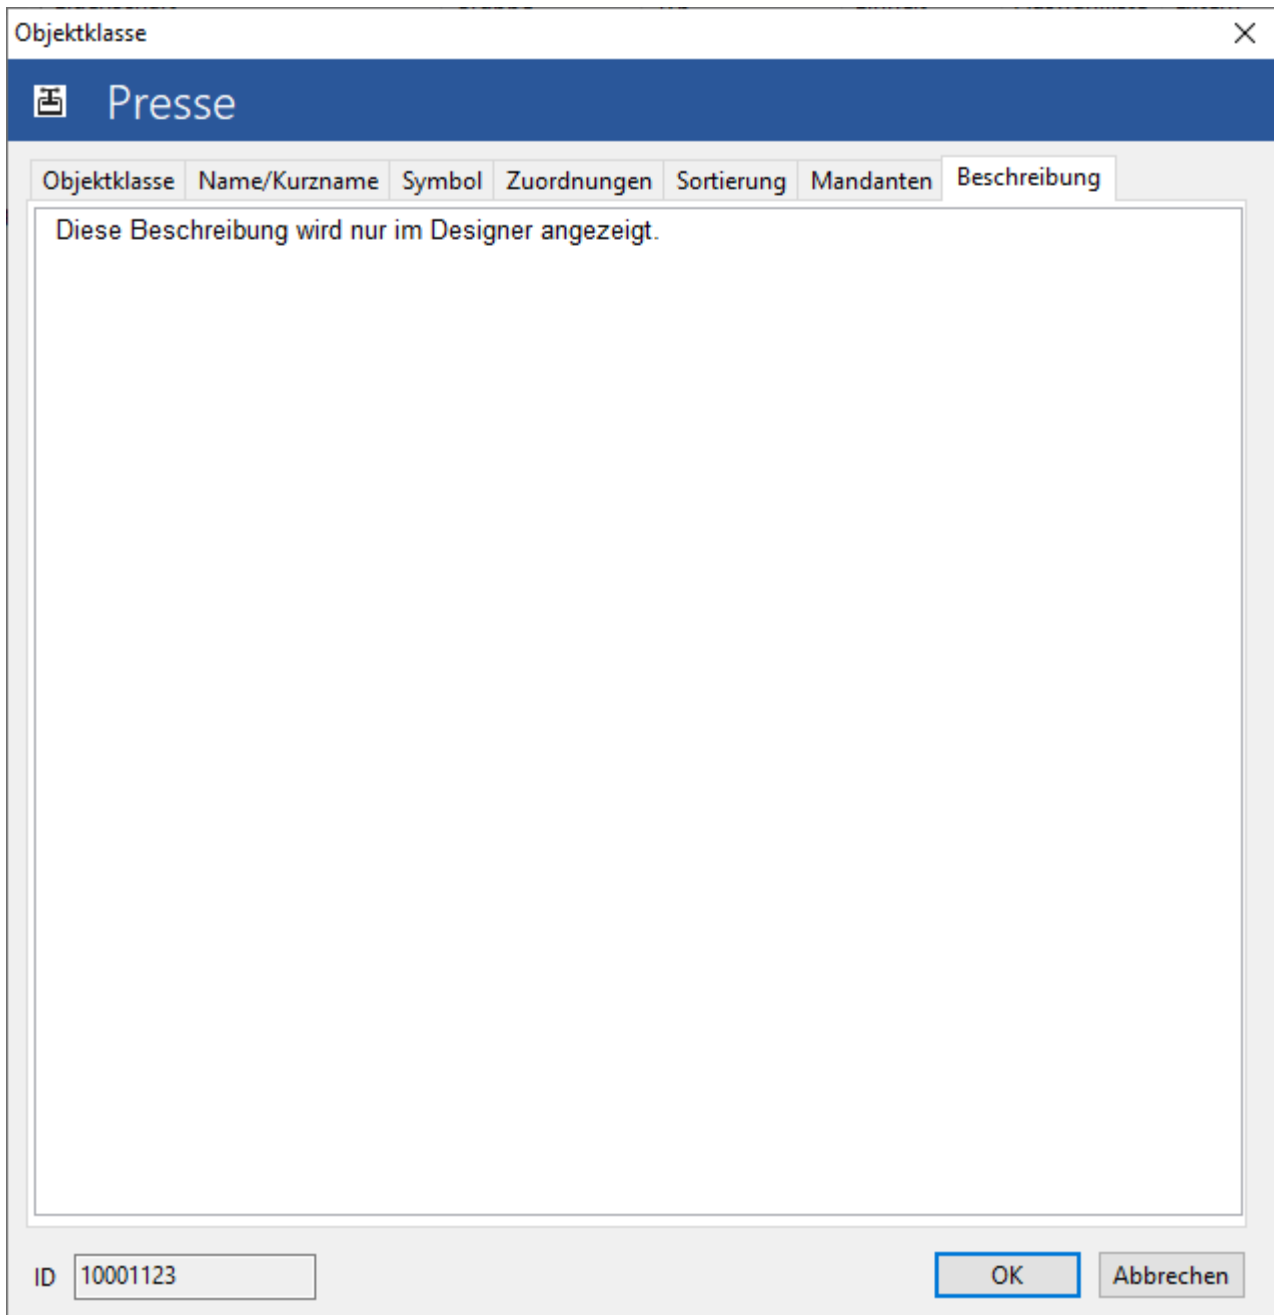 Objektklasse
Presse
Objektklasse Name/Kurzname Symbol Zuordnungen Sortierung Mandanten Beschreibung
Diese Beschreibung wird nur im Designer angezeigt.
ID 10001123 OK Abbrechen